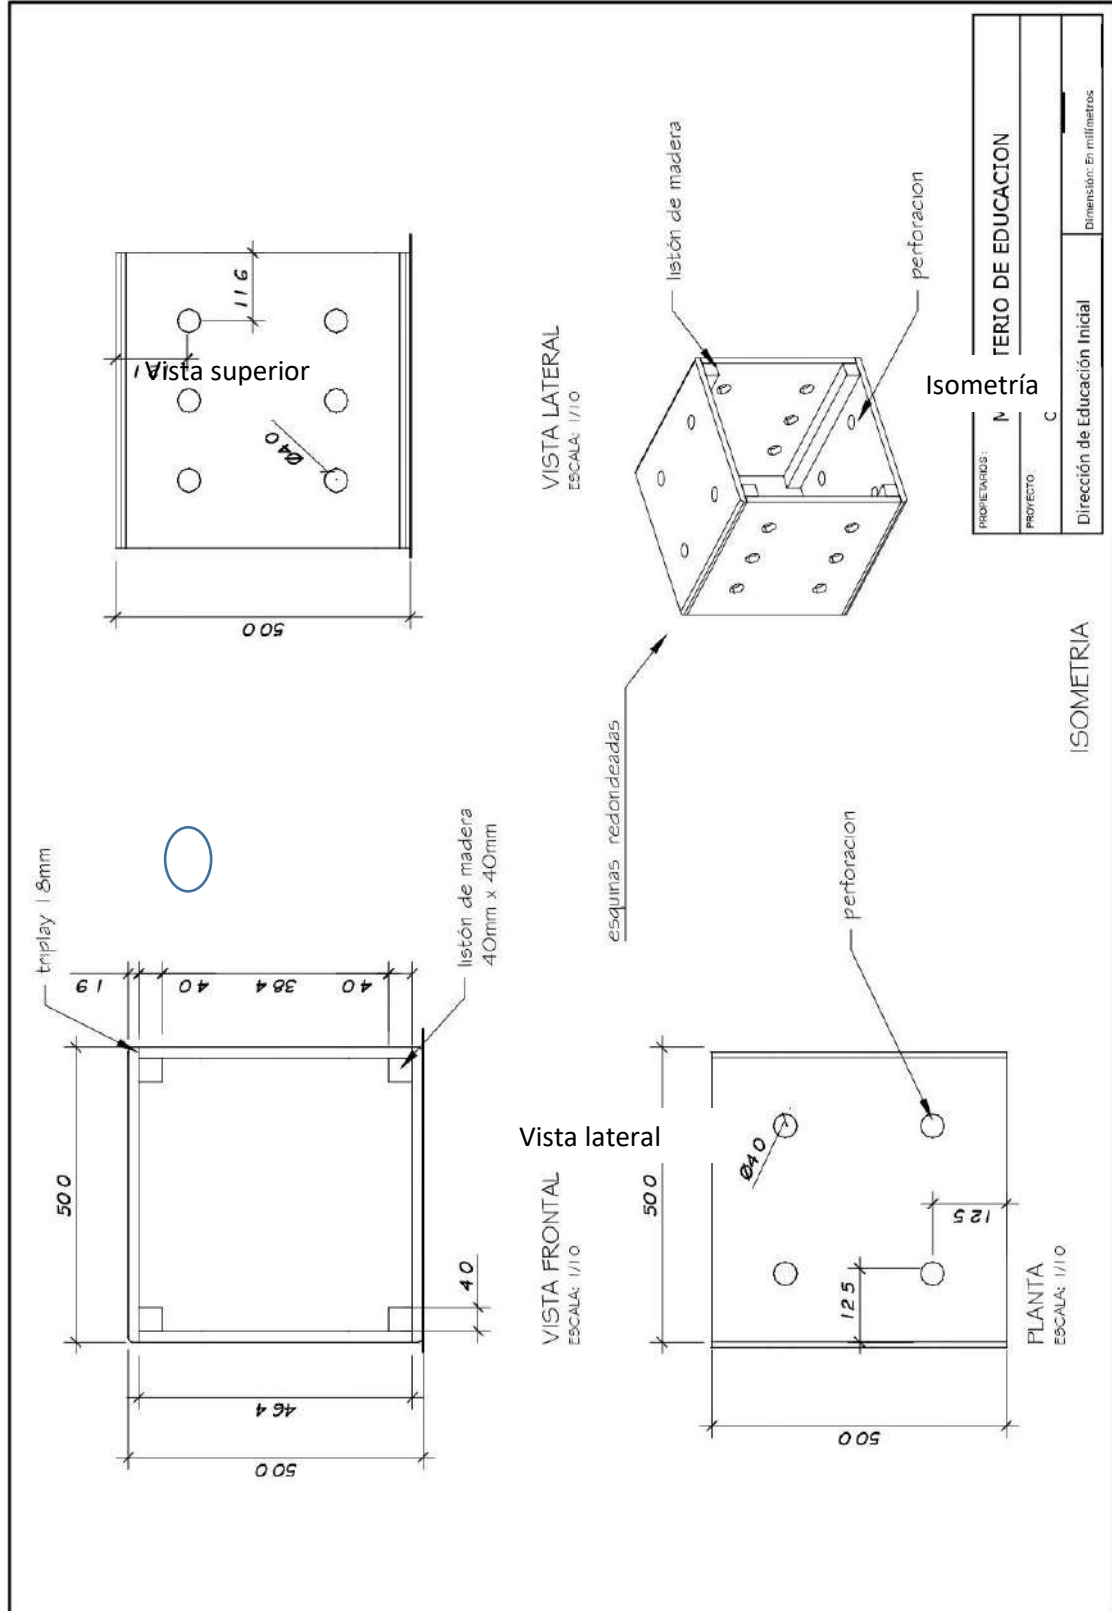 500
116
Vista superior
Ø40
VISTA LATERAL
ESCALA: 1/10
listón de madera
perforacion
Isometría
esquinas redondeadas
ISOMETRIA
triplay 18mm
19
40
384
40
listón de madera
40mm x 40mm
500
464
500
40
VISTA FRONTAL
ESCALA: 1/10
Vista lateral
500
500
Ø40
125
125
perforacion
PLANTA
ESCALA: 1/10
PROPIETARIOS:
TERIO DE EDUCACION
PROYECTO:
C
Dirección de Educación Inicial
Dimensión: En milímetros